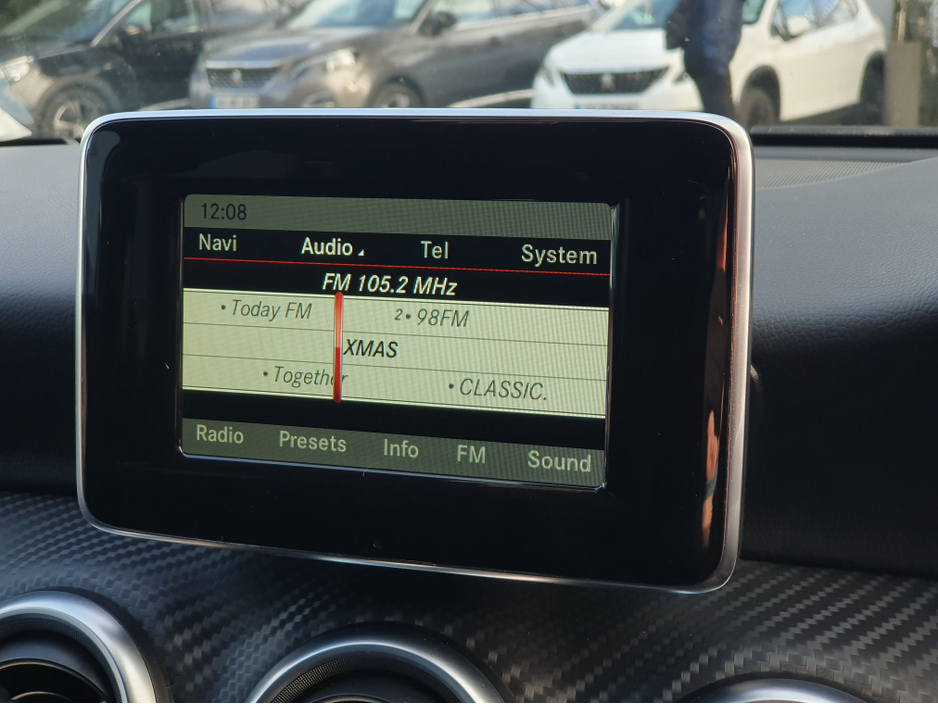 12:08
Navi Audio Tel System
FM 105.2 MHz
•Today FM 2•98FM
XMAS
•Together •CLASSIC.
Radio Presets Info FM Sound